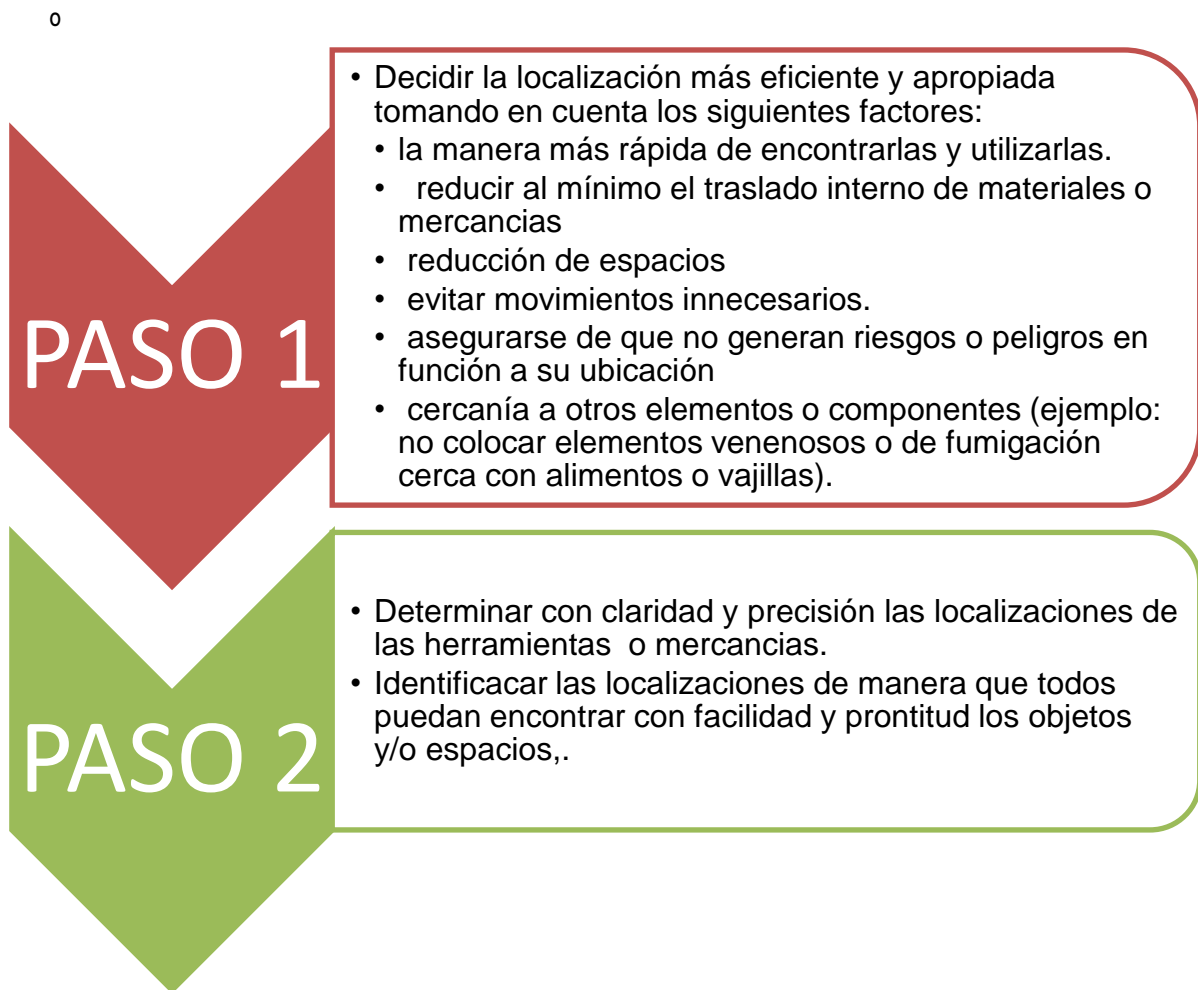 o
PASO 1
• Decidir la localización más eficiente y apropiada
tomando en cuenta los siguientes factores:
• la manera más rápida de encontrarlas y utilizarlas.
• reducir al mínimo el traslado interno de materiales o
mercancias
• reducción de espacios
• evitar movimientos innecesarios.
• asegurarse de que no generan riesgos o peligros en
función a su ubicación
• cercanía a otros elementos o componentes (ejemplo:
no colocar elementos venenosos o de fumigación
cerca con alimentos o vajillas).
PASO 2
• Determinar con claridad y precisión las localizaciones de
las herramientas o mercancias.
• Identificacar las localizaciones de manera que todos
puedan encontrar con facilidad y prontitud los objetos
y/o espacios,.